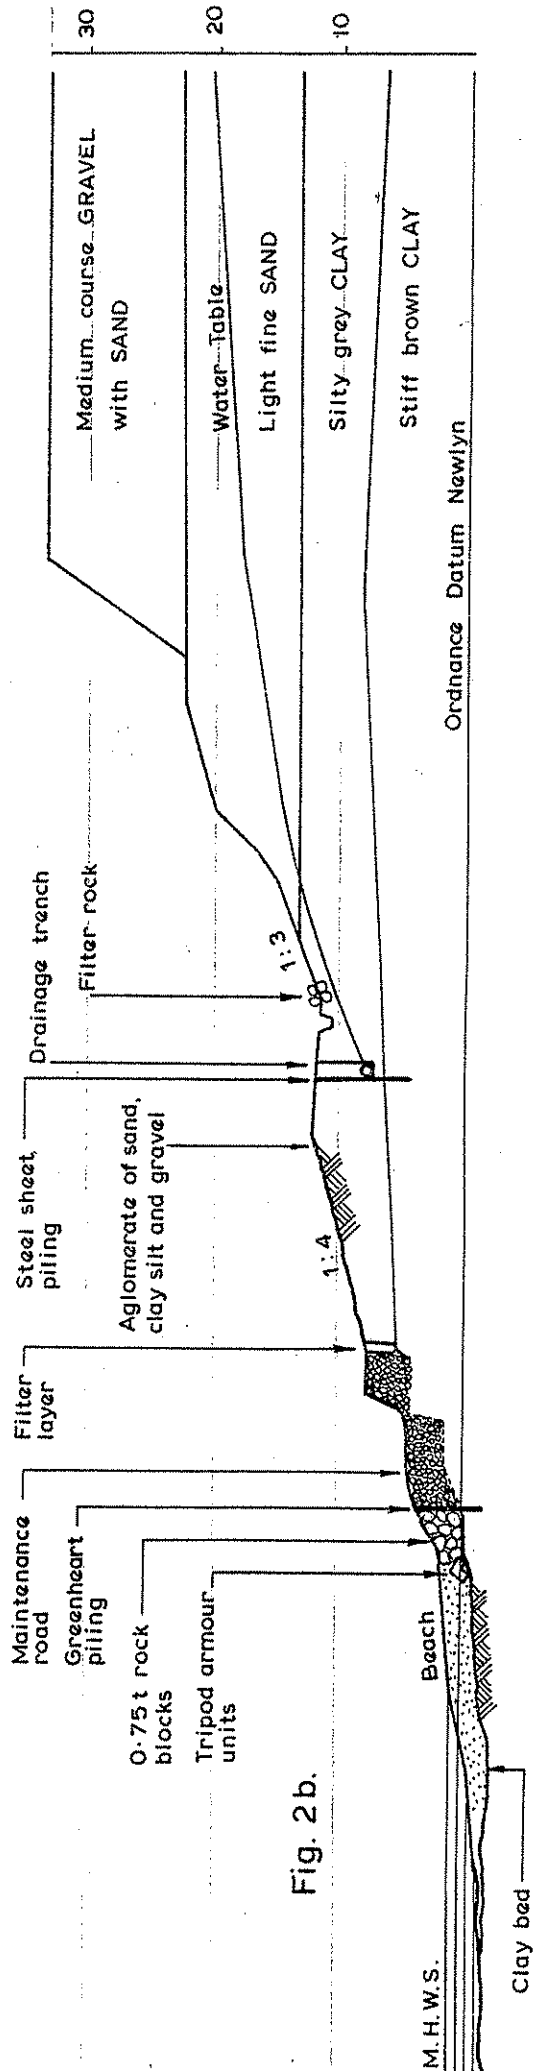 Maintenance
road
Greenheart
piling
0·75t rock
blocks
Tripod armour
units
Filter
layer
Steel sheet
piling
Aglomerate of sand,
clay silt and gravel
Drainage trench
Filter rock
1:3
1:4
Medium course GRAVEL
with SAND
Water Table
Light fine SAND
Silty grey CLAY
Stiff brown CLAY
Ordnance Datum Newlyn
30
20
10
Beach
M.H.W.S.
Clay bed
Fig. 2b.